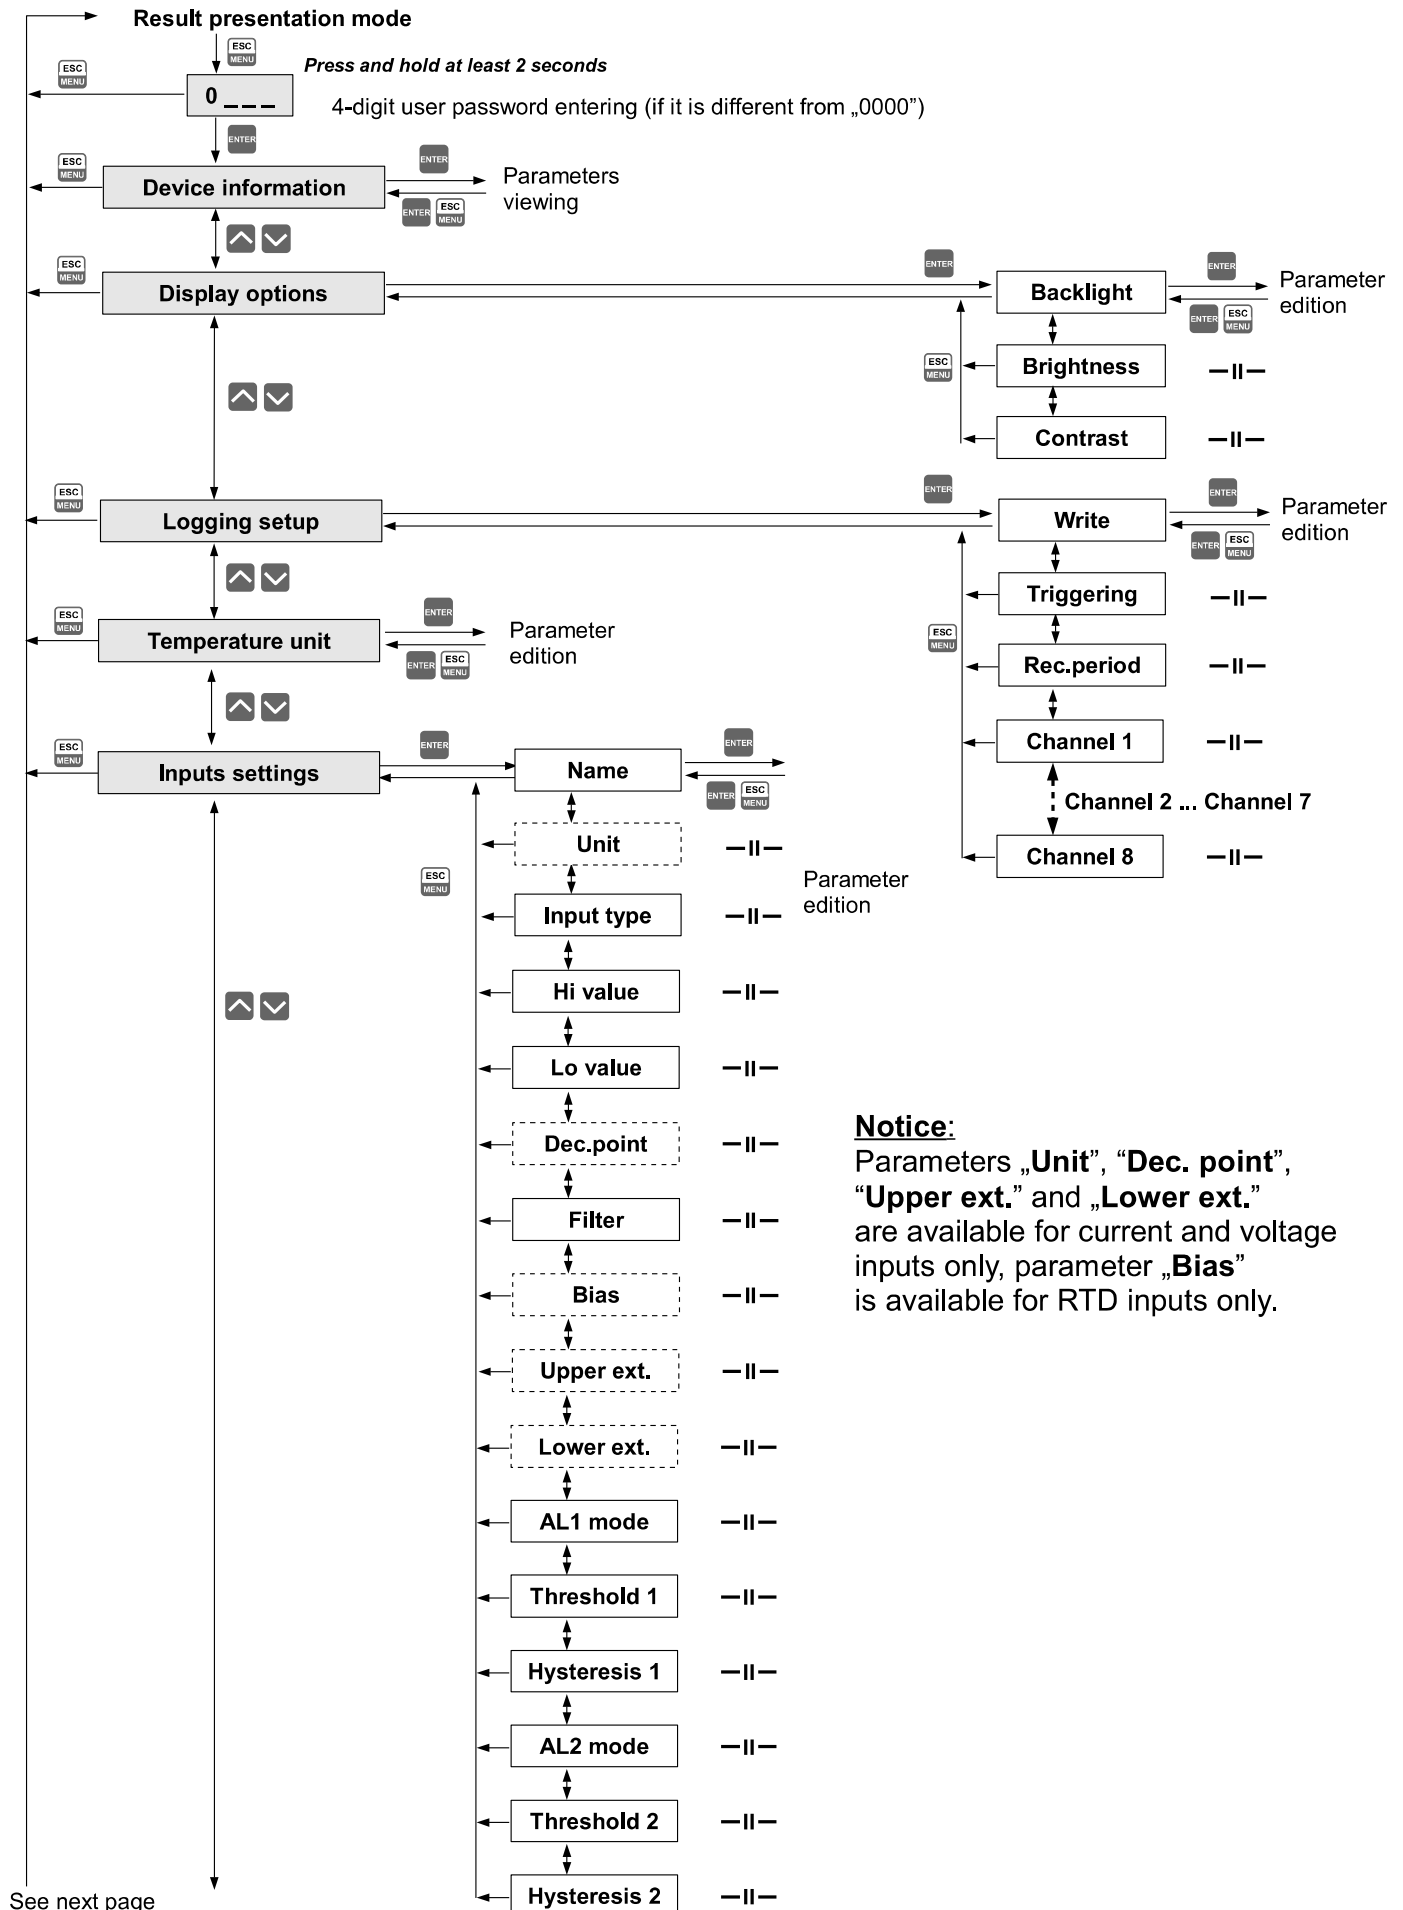 Result presentation mode
ESC
MENU
Press and hold at least 2 seconds
ESC
MENU
0 _ _ _
4-digit user password entering (if it is different from „0000”)
ENTER
ESC
MENU
Device information
ENTER
Parameters
viewing
ENTER
ESC
MENU
ESC
MENU
Display options
ENTER
Backlight
ENTER
Parameter
edition
ENTER
ESC
MENU
ESC
MENU
Brightness
—II—
Contrast
—II—
ESC
MENU
Logging setup
ENTER
Write
ENTER
Parameter
edition
ENTER
ESC
MENU
Triggering
—II—
ESC
MENU
Temperature unit
ENTER
Parameter
edition
ENTER
ESC
MENU
ESC
MENU
Rec.period
—II—
Channel 1
—II—
Channel 2 ... Channel 7
Channel 8
—II—
ESC
MENU
Inputs settings
ENTER
Name
ENTER
ENTER
ESC
MENU
Parameter
edition
ESC
MENU
Unit
—II—
Input type
—II—
Hi value
—II—
Lo value
—II—
Dec.point
—II—
Filter
—II—
Bias
—II—
Upper ext.
—II—
Lower ext.
—II—
AL1 mode
—II—
Threshold 1
—II—
Hysteresis 1
—II—
AL2 mode
—II—
Threshold 2
—II—
Hysteresis 2
—II—
Notice:
Parameters „Unit”, “Dec. point”,
“Upper ext.” and „Lower ext.”
are available for current and voltage
inputs only, parameter „Bias”
is available for RTD inputs only.
See next page